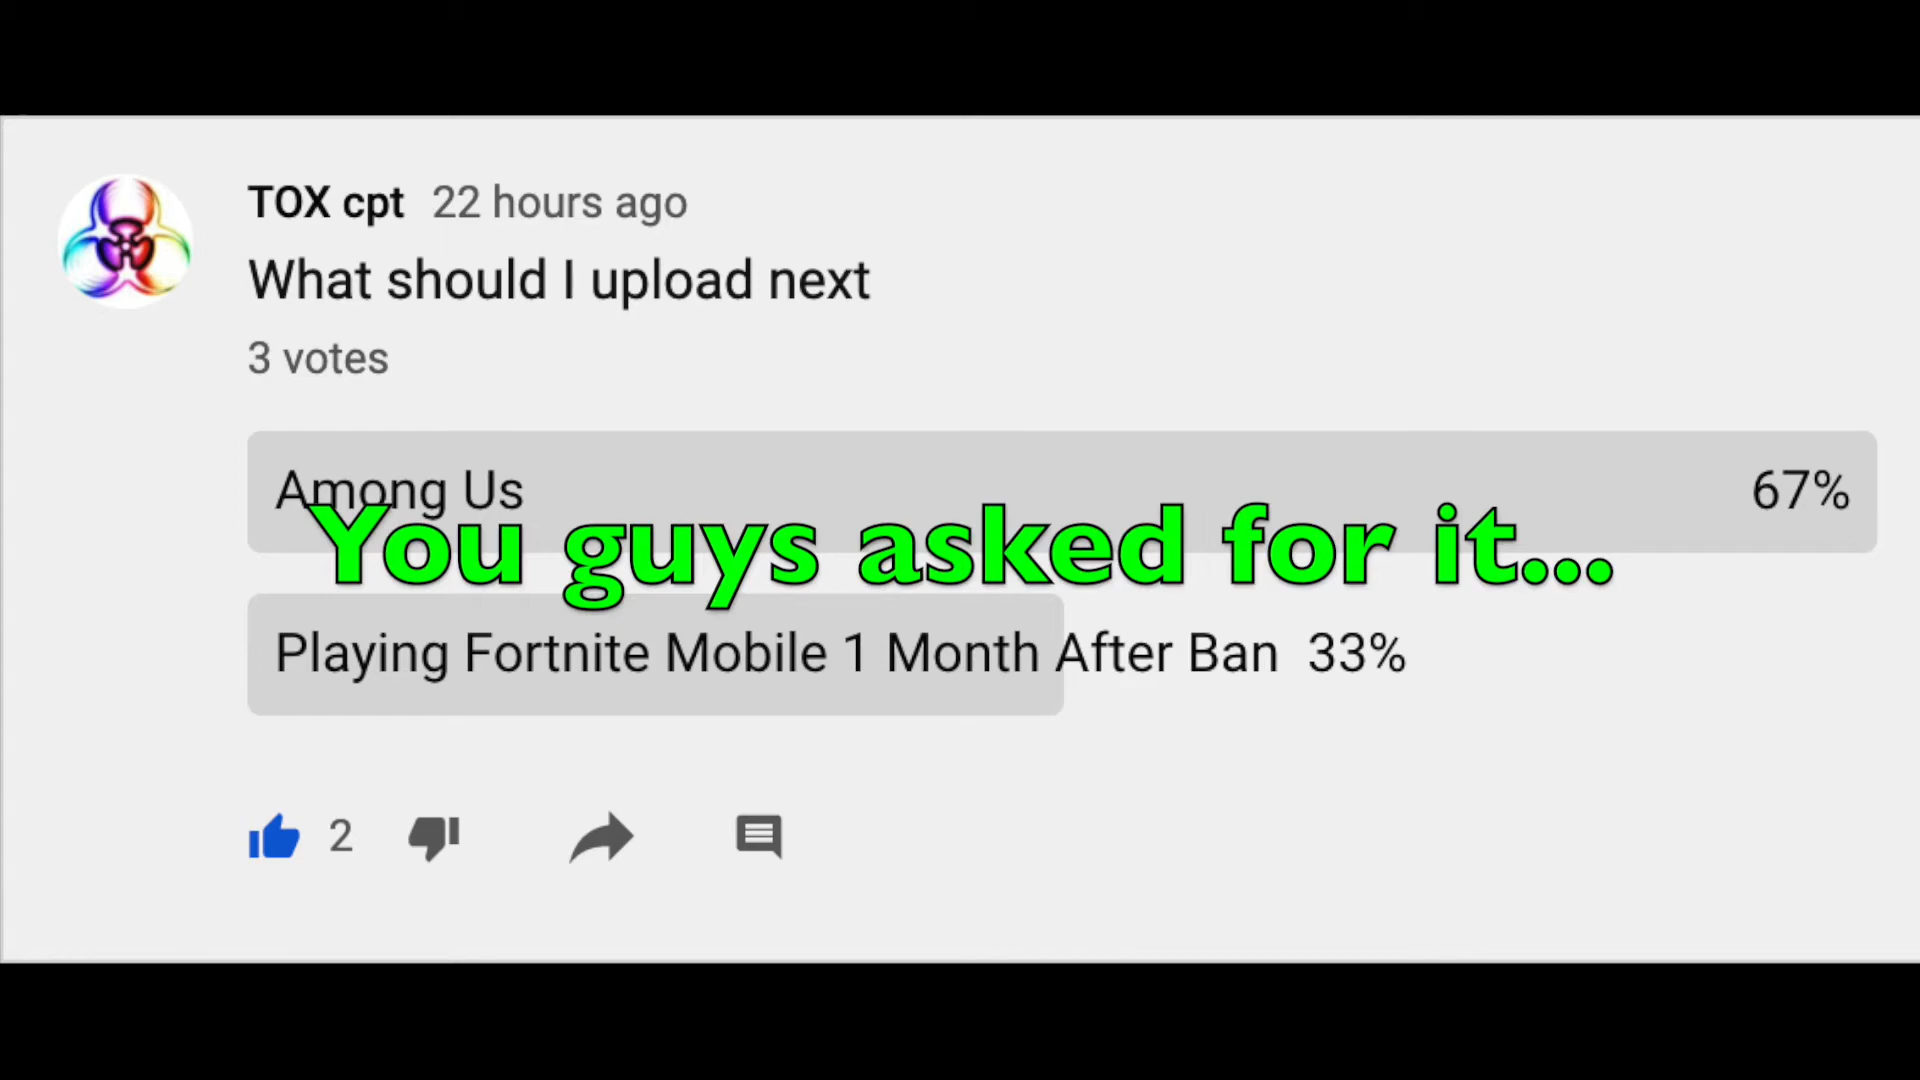 TOX cpt 22 hours ago
What should I upload next
3 votes
Among Us 67%
You guys asked for it...
Playing Fortnite Mobile 1 Month After Ban 33%
2